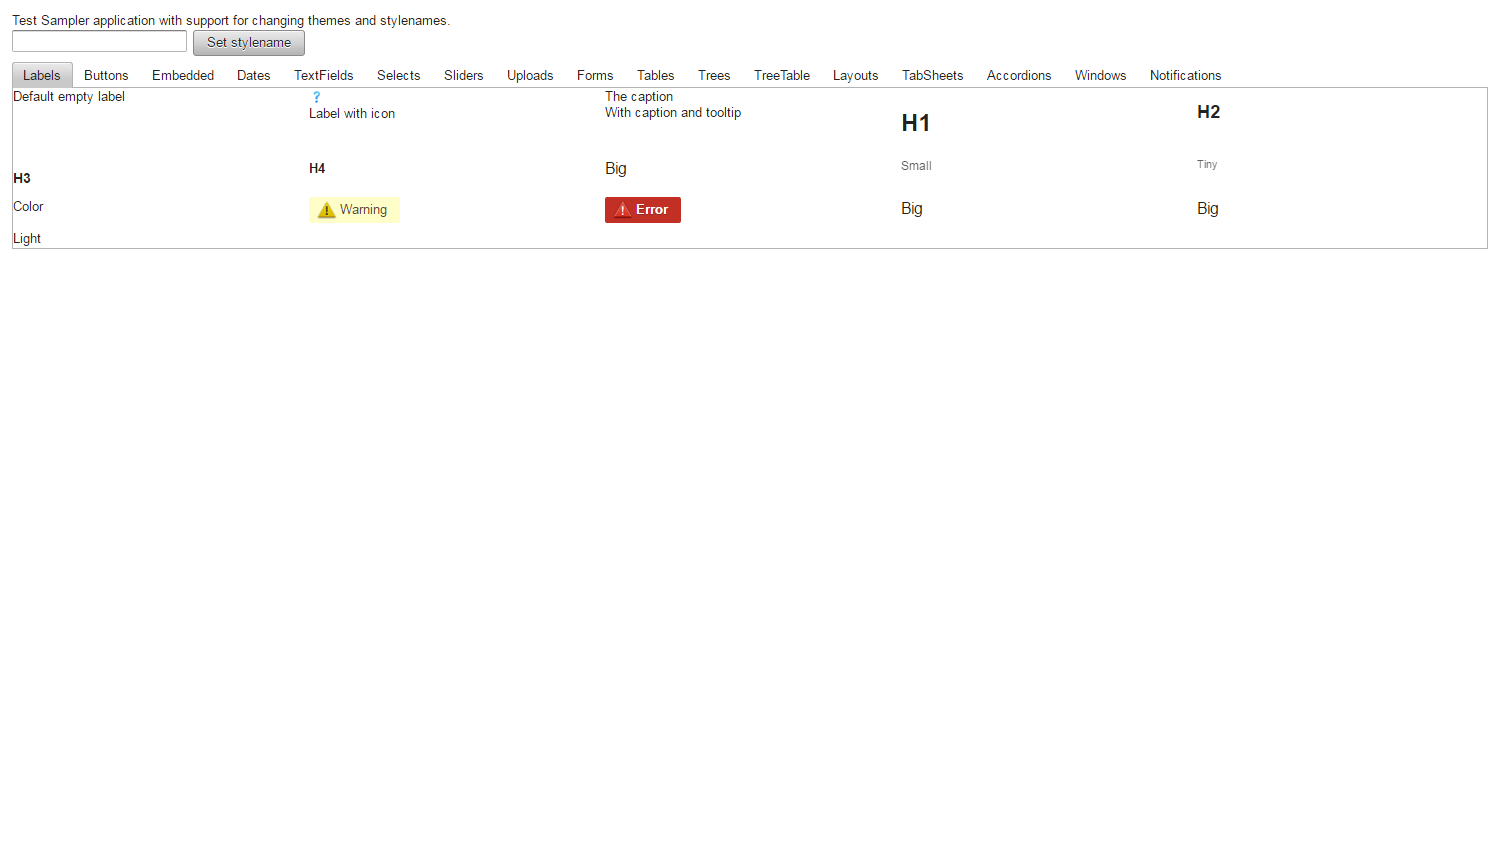 Test Sampler application with support for changing themes and stylenames.
Set stylename
Labels Buttons Embedded Dates TextFields Selects Sliders Uploads Forms Tables Trees TreeTable Layouts TabSheets Accordions Windows Notifications
Default empty label
Label with icon
The caption
With caption and tooltip
H1
H2
H3
H4
Big
Small
Tiny
Color
Warning
Error
Big
Big
Light